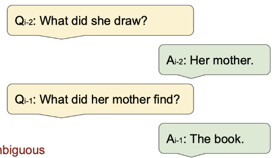 Qi-2: What did she draw?
Ai-2: Her mother.
Qi-1: What did her mother find?
Ai-1: The book.